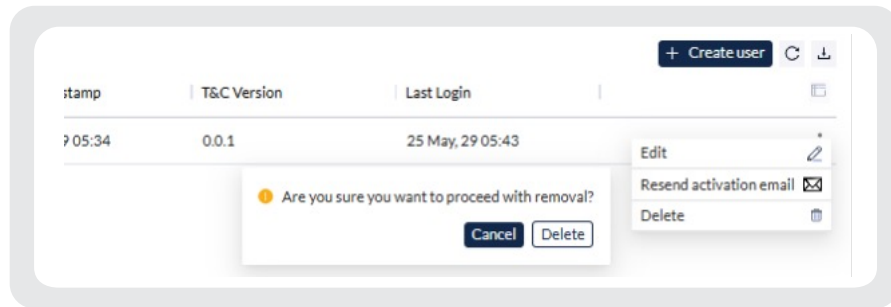 + Create user
stamp T&C Version Last Login
9 05:34 0.0.1 25 May, 29 05:43
Edit
Resend activation email
Delete
Are you sure you want to proceed with removal?
Cancel Delete